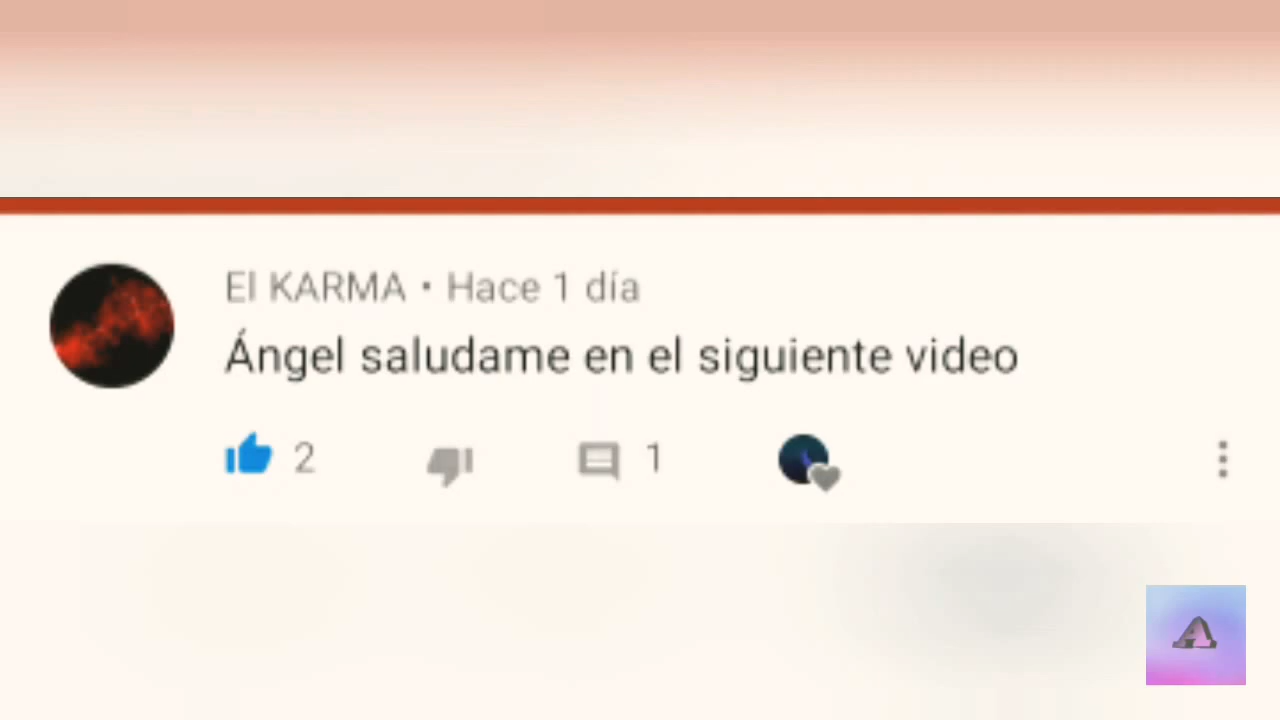 El KARMA • Hace 1 día
Ángel saludame en el siguiente video
2 1
A